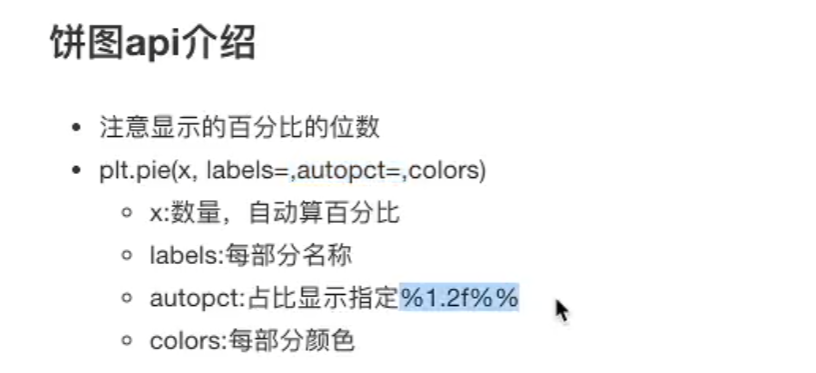 饼图api介绍
注意显示的百分比的位数
plt.pie(x, labels=,autopct=,colors)
x:数量，自动算百分比
labels:每部分名称
autopct:占比显示指定%1.2f%%
colors:每部分颜色